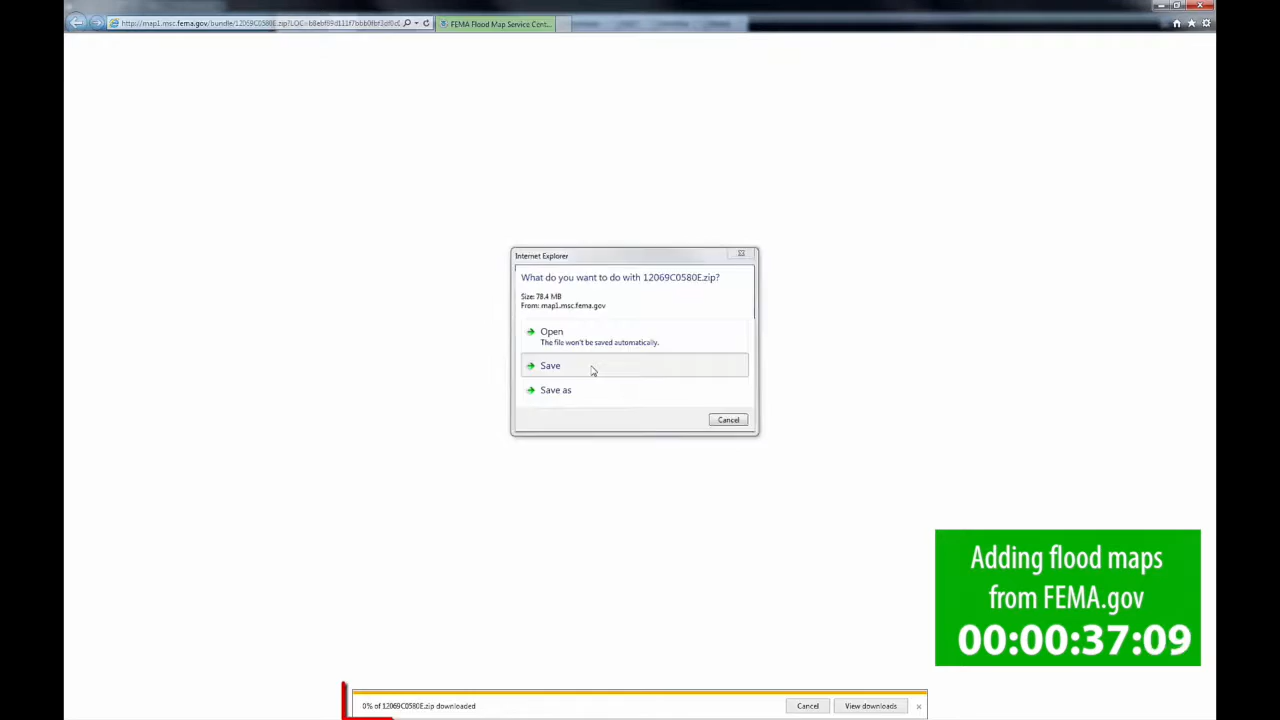 FEMA Flood Map Service Cent...
Internet Explorer
What do you want to do with 12069C0580E.zip?
Size: 78.4 MB
From: map1.msc.fema.gov
Open
The file won't be saved automatically.
Save
Save as
Cancel
Adding flood maps
from FEMA.gov
00:00:37:09
0% of 12069C0580E.zip downloaded
Cancel
View downloads